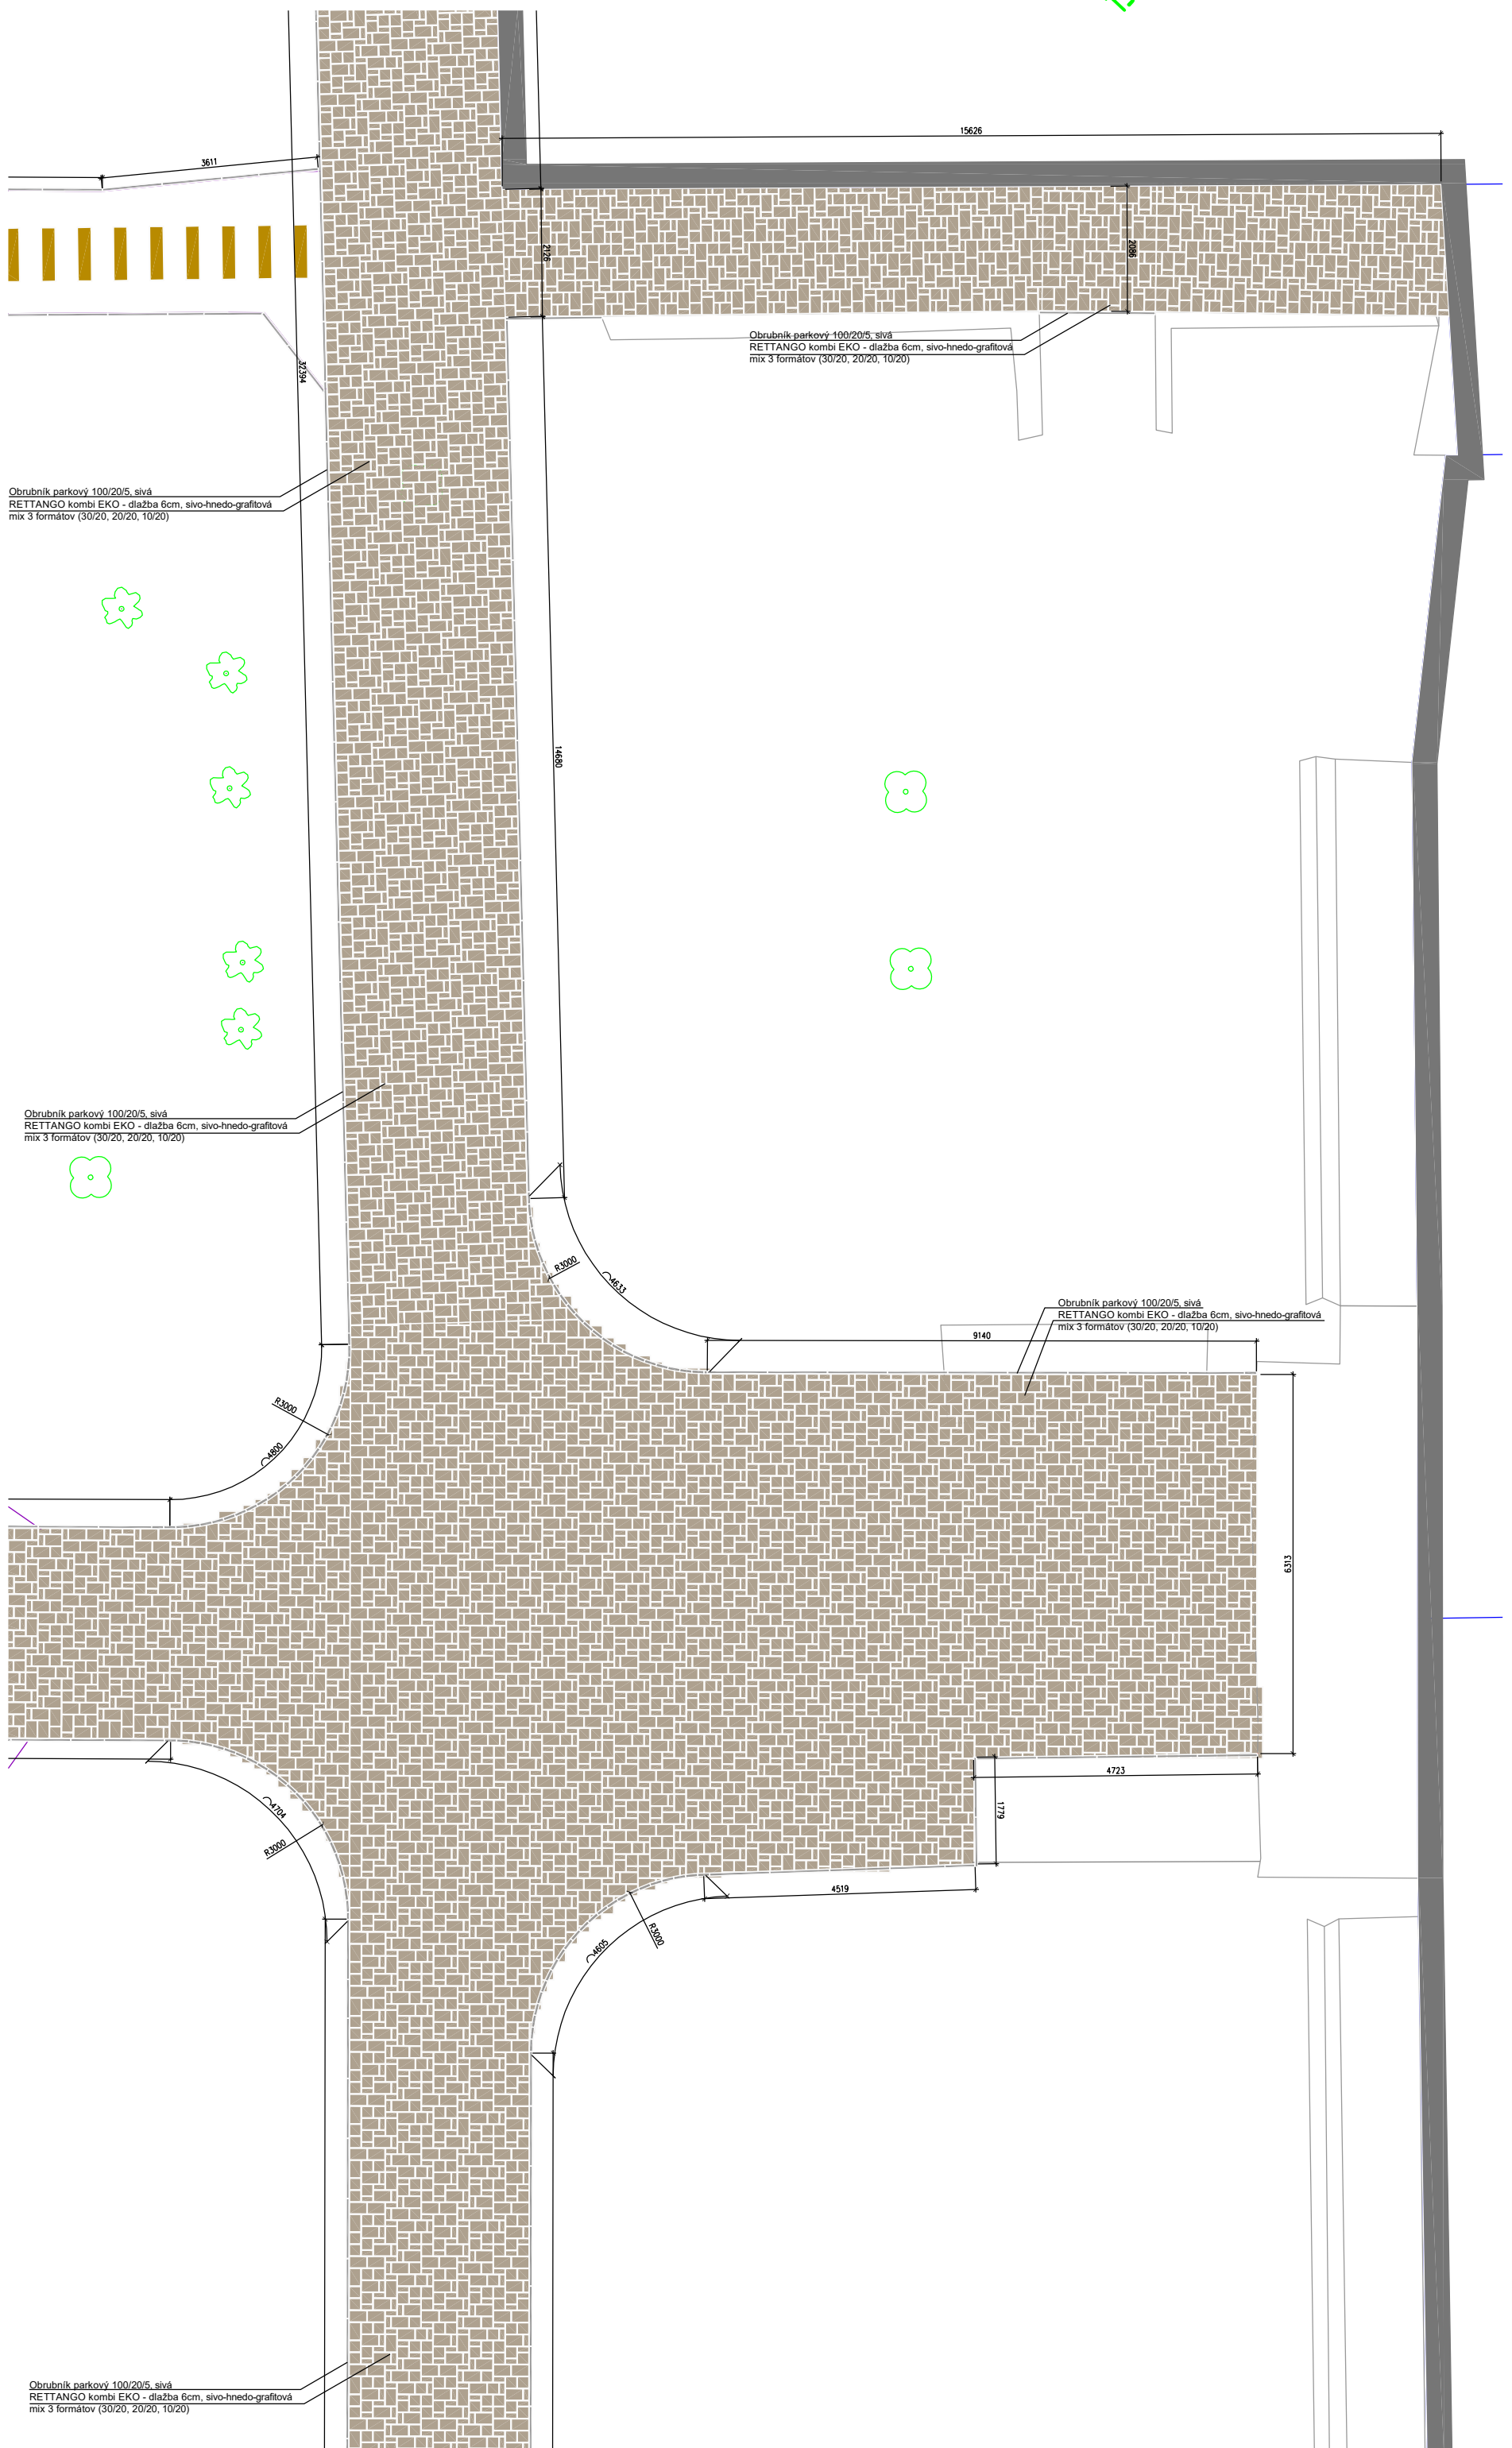 15626
3611
2126
2086
Obrubník parkový 100/20/5, sivá
RETTANGO kombi EKO - dlažba 6cm, sivo-hnedo-grafitová
mix 3 formátov (30/20, 20/20, 10/20)
32394
Obrubník parkový 100/20/5, sivá
RETTANGO kombi EKO - dlažba 6cm, sivo-hnedo-grafitová
mix 3 formátov (30/20, 20/20, 10/20)
14680
Obrubník parkový 100/20/5, sivá
RETTANGO kombi EKO - dlažba 6cm, sivo-hnedo-grafitová
mix 3 formátov (30/20, 20/20, 10/20)
R3000
4633
Obrubník parkový 100/20/5, sivá
RETTANGO kombi EKO - dlažba 6cm, sivo-hnedo-grafitová
mix 3 formátov (30/20, 20/20, 10/20)
9140
R3000
4800
6313
4723
1779
4704
R3000
4519
R3000
4605
Obrubník parkový 100/20/5, sivá
RETTANGO kombi EKO - dlažba 6cm, sivo-hnedo-grafitová
mix 3 formátov (30/20, 20/20, 10/20)